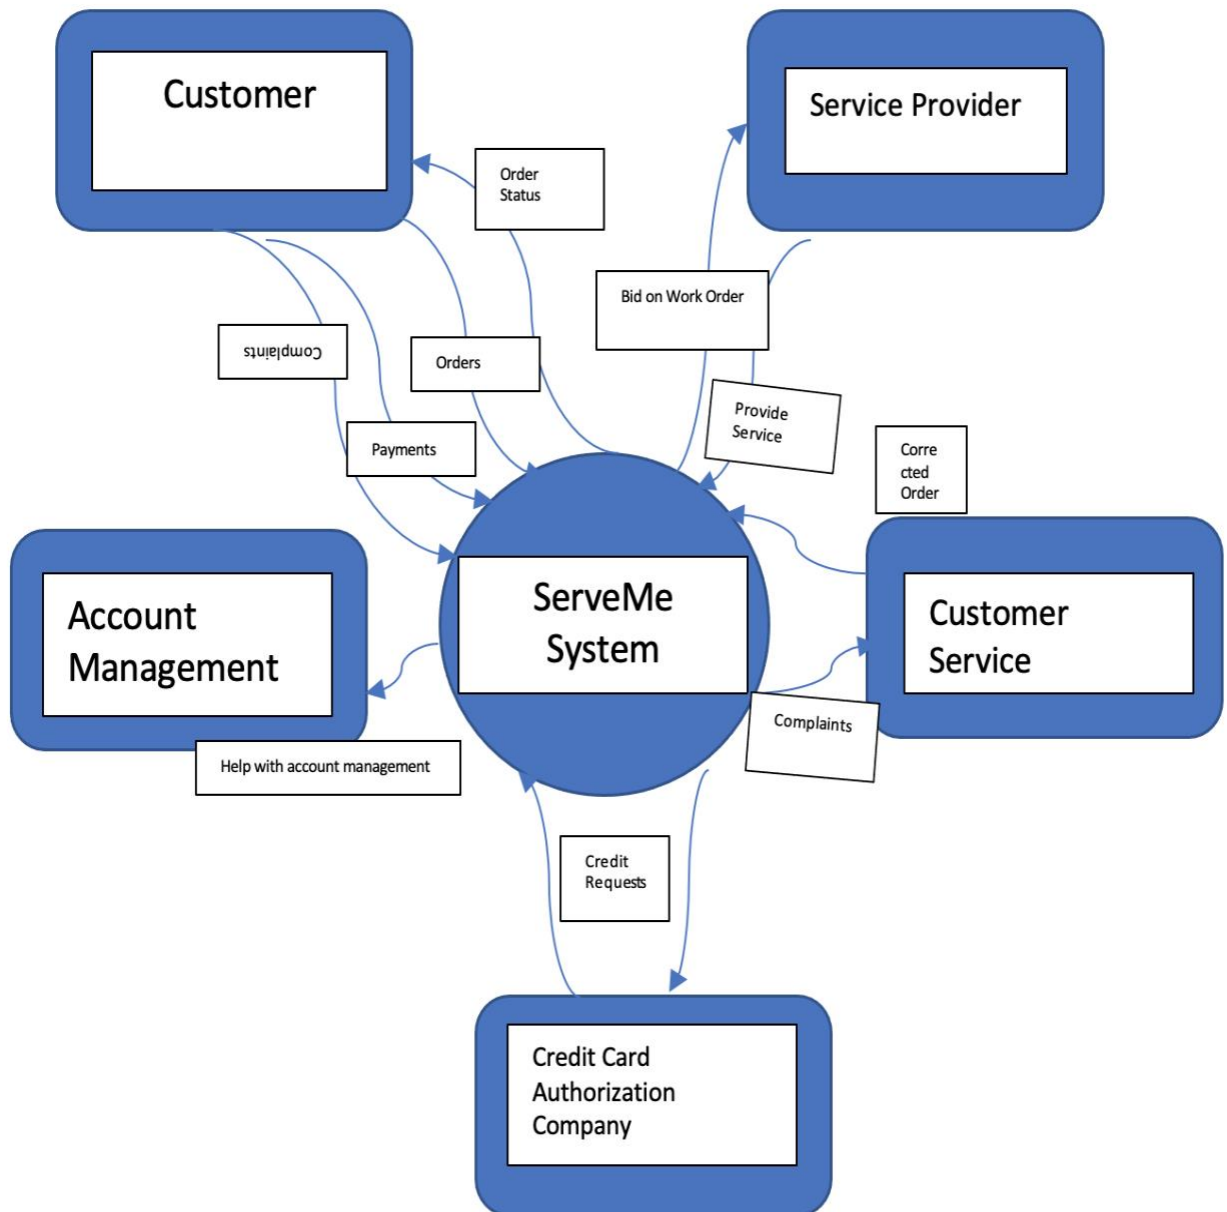 Customer
Service Provider
Order
Status
Bid on Work Order
Complaints
Orders
Payments
Provide
Service
Corre
cted
Order
Account
Management
ServeMe
System
Customer
Service
Complaints
Help with account management
Credit
Requests
Credit Card
Authorization
Company